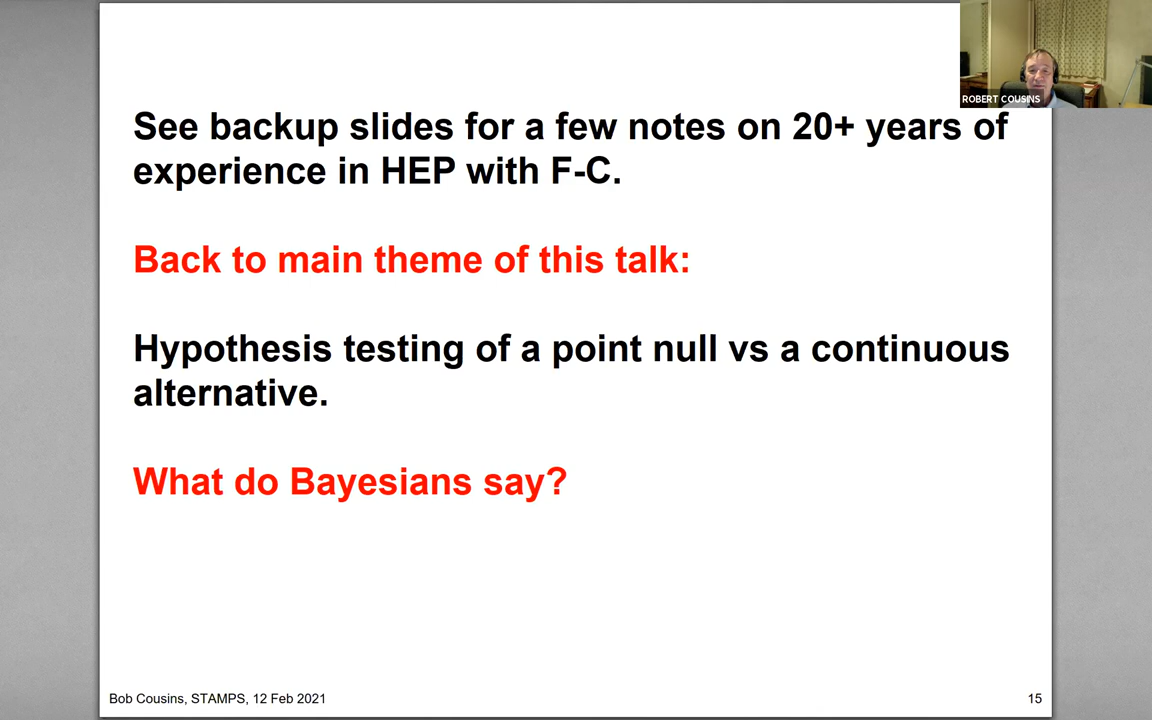 ROBERT COUSINS
See backup slides for a few notes on 20+ years of
experience in HEP with F-C.
Back to main theme of this talk:
Hypothesis testing of a point null vs a continuous
alternative.
What do Bayesians say?
Bob Cousins, STAMPS, 12 Feb 2021
15